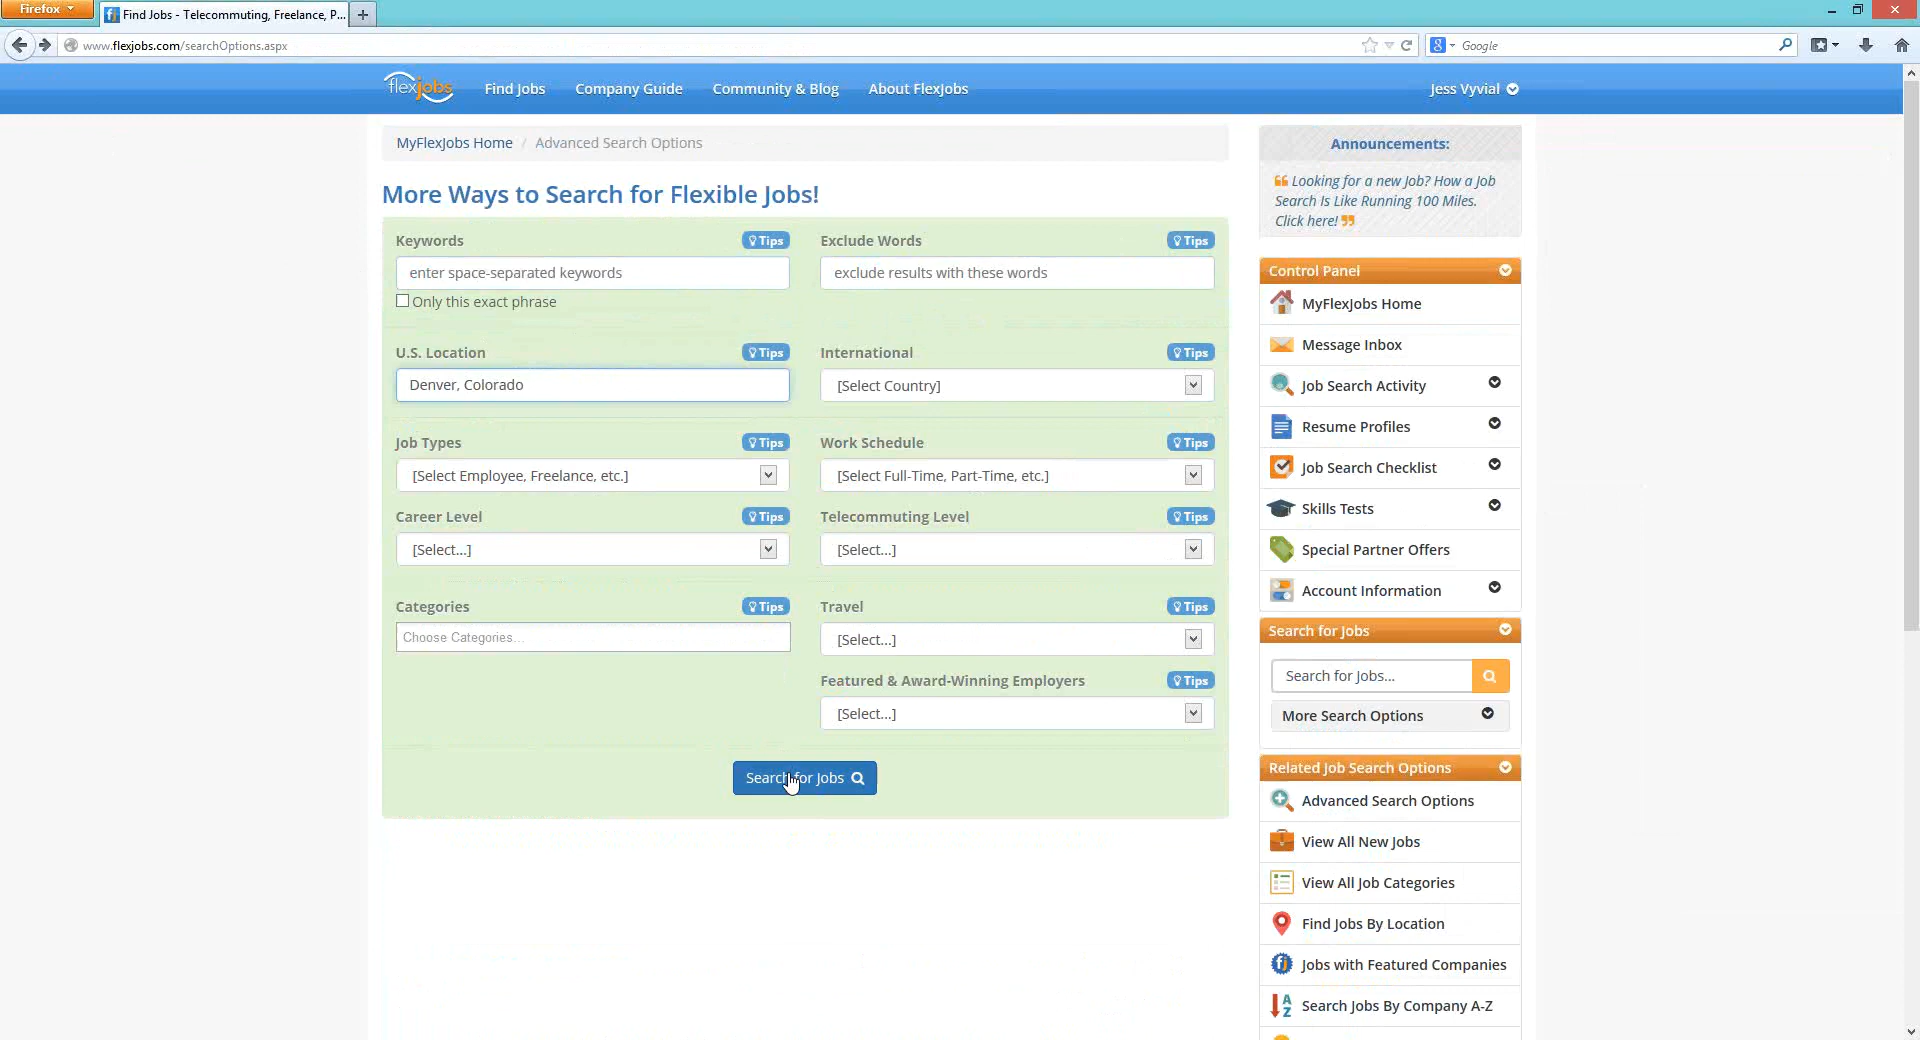 Firefox
Find Jobs - Telecommuting, Freelance, P...
www.flexjobs.com/searchOptions.aspx
Google
flexjobs
Find Jobs
Company Guide
Community & Blog
About FlexJobs
Jess Vyvial
MyFlexJobs Home / Advanced Search Options
More Ways to Search for Flexible Jobs!
Keywords
Tips
Exclude Words
Tips
enter space-separated keywords
exclude results with these words
Only this exact phrase
U.S. Location
Tips
International
Tips
Denver, Colorado
[Select Country]
Job Types
Tips
Work Schedule
Tips
[Select Employee, Freelance, etc.]
[Select Full-Time, Part-Time, etc.]
Career Level
Tips
Telecommuting Level
Tips
[Select...]
[Select...]
Categories
Tips
Travel
Tips
Choose Categories...
[Select...]
Featured & Award-Winning Employers
Tips
[Select...]
Search for Jobs
Announcements:
Looking for a new Job? How a Job
Search Is Like Running 100 Miles.
Click here!
Control Panel
MyFlexJobs Home
Message Inbox
Job Search Activity
Resume Profiles
Job Search Checklist
Skills Tests
Special Partner Offers
Account Information
Search for Jobs
Search for Jobs...
More Search Options
Related Job Search Options
Advanced Search Options
View All New Jobs
View All Job Categories
Find Jobs By Location
Jobs with Featured Companies
Search Jobs By Company A-Z